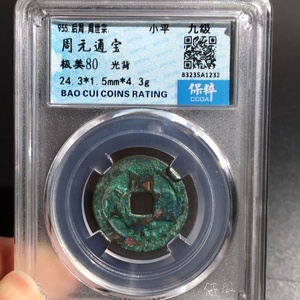 955.后周.周世宗
小平 九級
周元通宝
极美80 光背
24.3*1.5mm*4.3g
BAO CUI COINS RATING
B3235A1232
保粹
CCGA